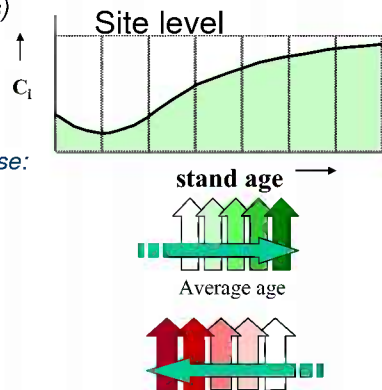 s)
Site level
Ci
se:
stand age
Average age